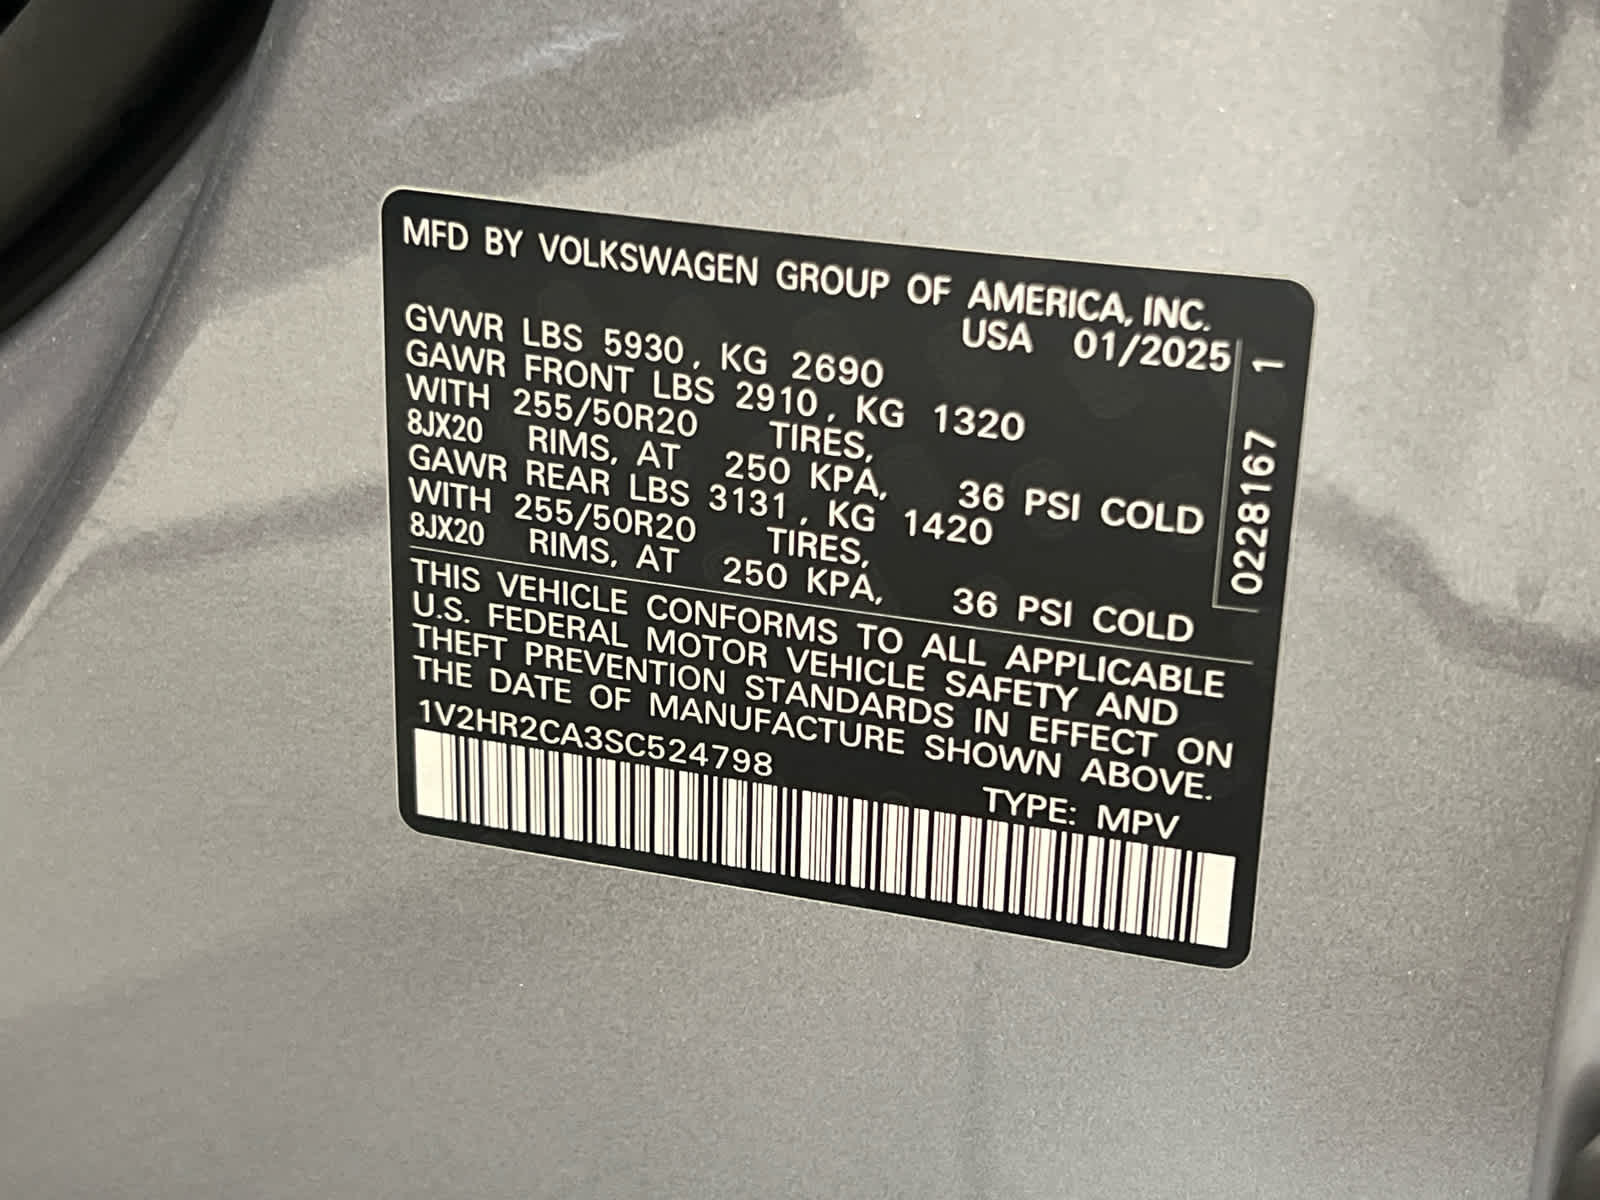 MFD BY VOLKSWAGEN GROUP OF AMERICA, INC.
USA 01/2025
GVWR LBS 5930, KG 2690
GAWR FRONT LBS 2910, KG 1320
WITH 255/50R20 TIRES,
8JX20 RIMS, AT 250 KPA, 36 PSI COLD
GAWR REAR LBS 3131, KG 1420
WITH 255/50R20 TIRES,
8JX20 RIMS, AT 250 KPA, 36 PSI COLD
THIS VEHICLE CONFORMS TO ALL APPLICABLE
U.S. FEDERAL MOTOR VEHICLE SAFETY AND
THEFT PREVENTION STANDARDS IN EFFECT ON
THE DATE OF MANUFACTURE SHOWN ABOVE.
1V2HR2CA3SC524798
TYPE: MPV
0228167 1